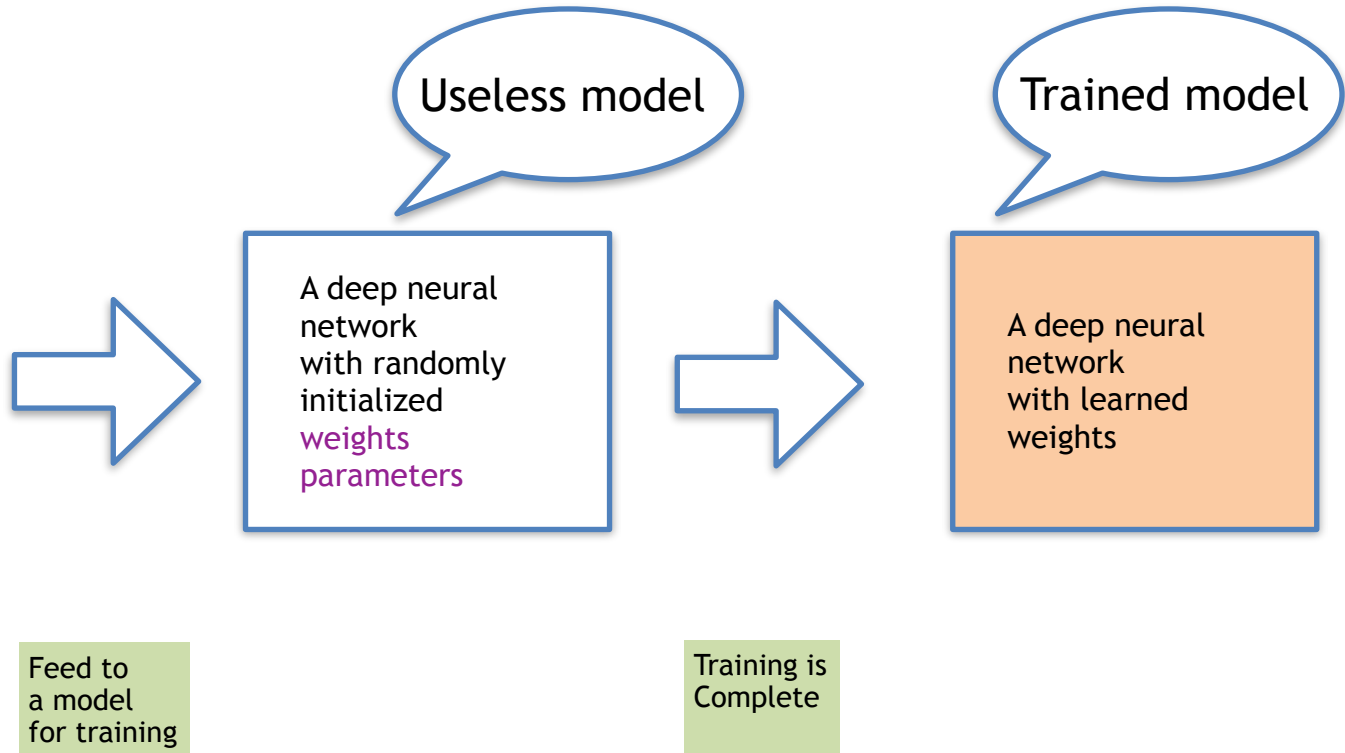 Useless model
Trained model
A deep neural
network
with randomly
initialized
weights
parameters
A deep neural
network
with learned
weights
Feed to
a model
for training
Training is
Complete